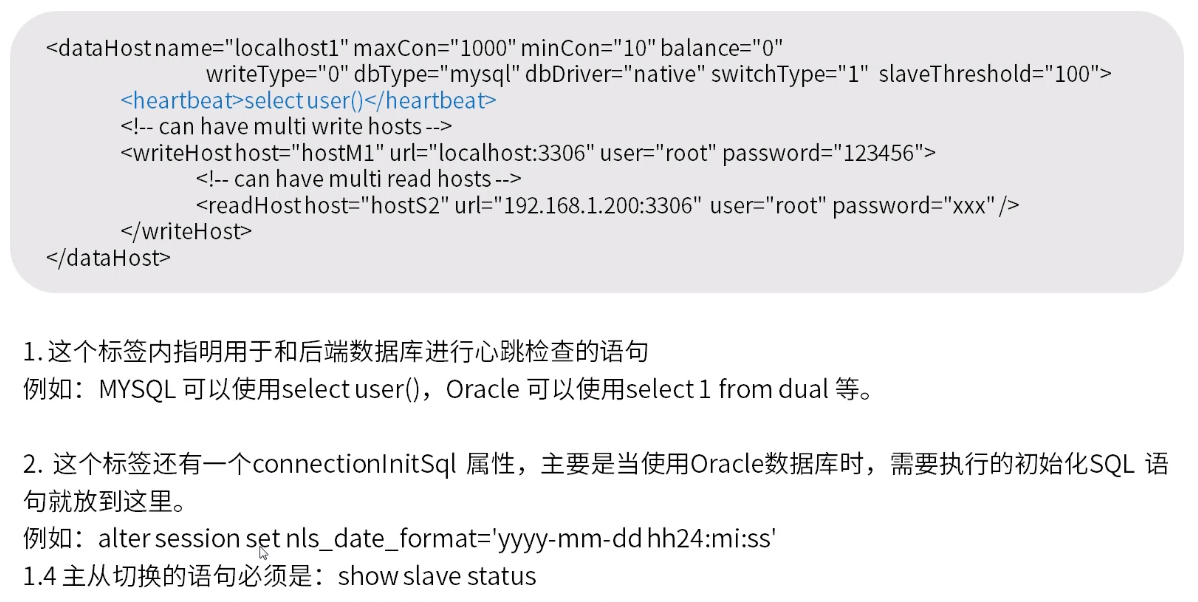 <dataHost name="localhost1" maxCon="1000" minCon="10" balance="0"
writeType="0" dbType="mysql" dbDriver="native" switchType="1" slaveThreshold="100">
<heartbeat>select user()</heartbeat>
<!-- can have multi write hosts -->
<writeHost host="hostM1" url="localhost:3306" user="root" password="123456">
<!-- can have multi read hosts -->
<readHost host="hostS2" url="192.168.1.200:3306" user="root" password="xxx" />
</writeHost>
</dataHost>
1. 这个标签内指明用于和后端数据库进行心跳检查的语句
例如：MYSQL 可以使用select user()，Oracle 可以使用select 1 from dual 等。
2. 这个标签还有一个connectionInitSql 属性，主要是当使用Oracle数据库时，需要执行的初始化SQL 语
句就放到这里。
例如：alter session set nls_date_format='yyyy-mm-dd hh24:mi:ss'
1.4 主从切换的语句必须是：show slave status